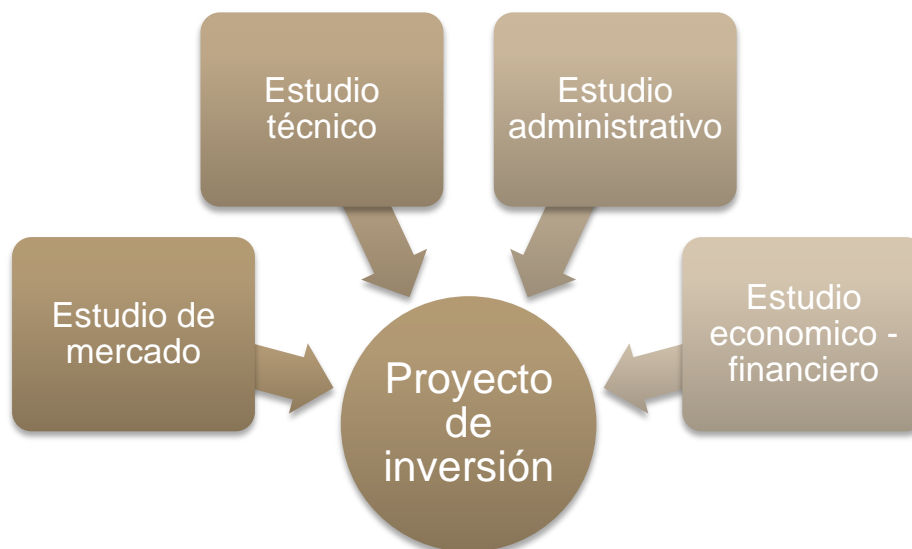 Estudio
técnico
Estudio
administrativo
Estudio de
mercado
Estudio
economico -
financiero
Proyecto
de
inversión